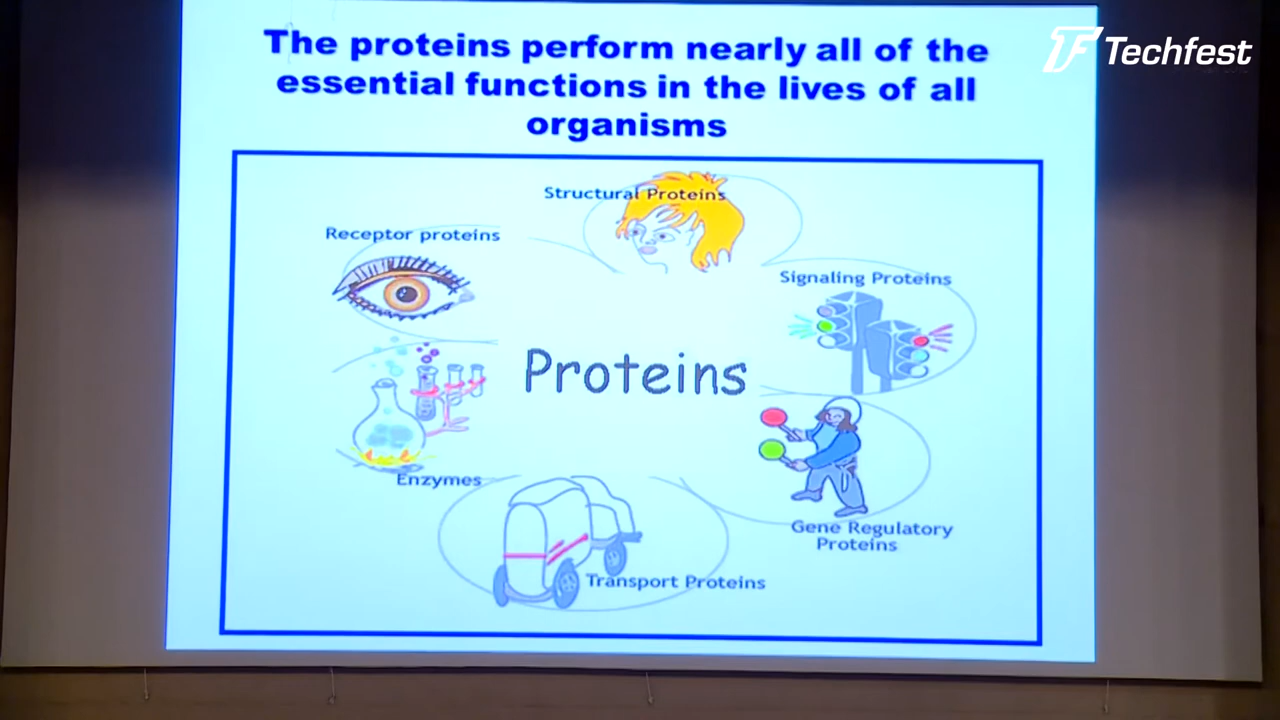 The proteins perform nearly all of the
essential functions in the lives of all
organisms
Techfest
Structural Proteins
Receptor proteins
Signaling Proteins
Proteins
Enzymes
Gene Regulatory
Proteins
Transport Proteins